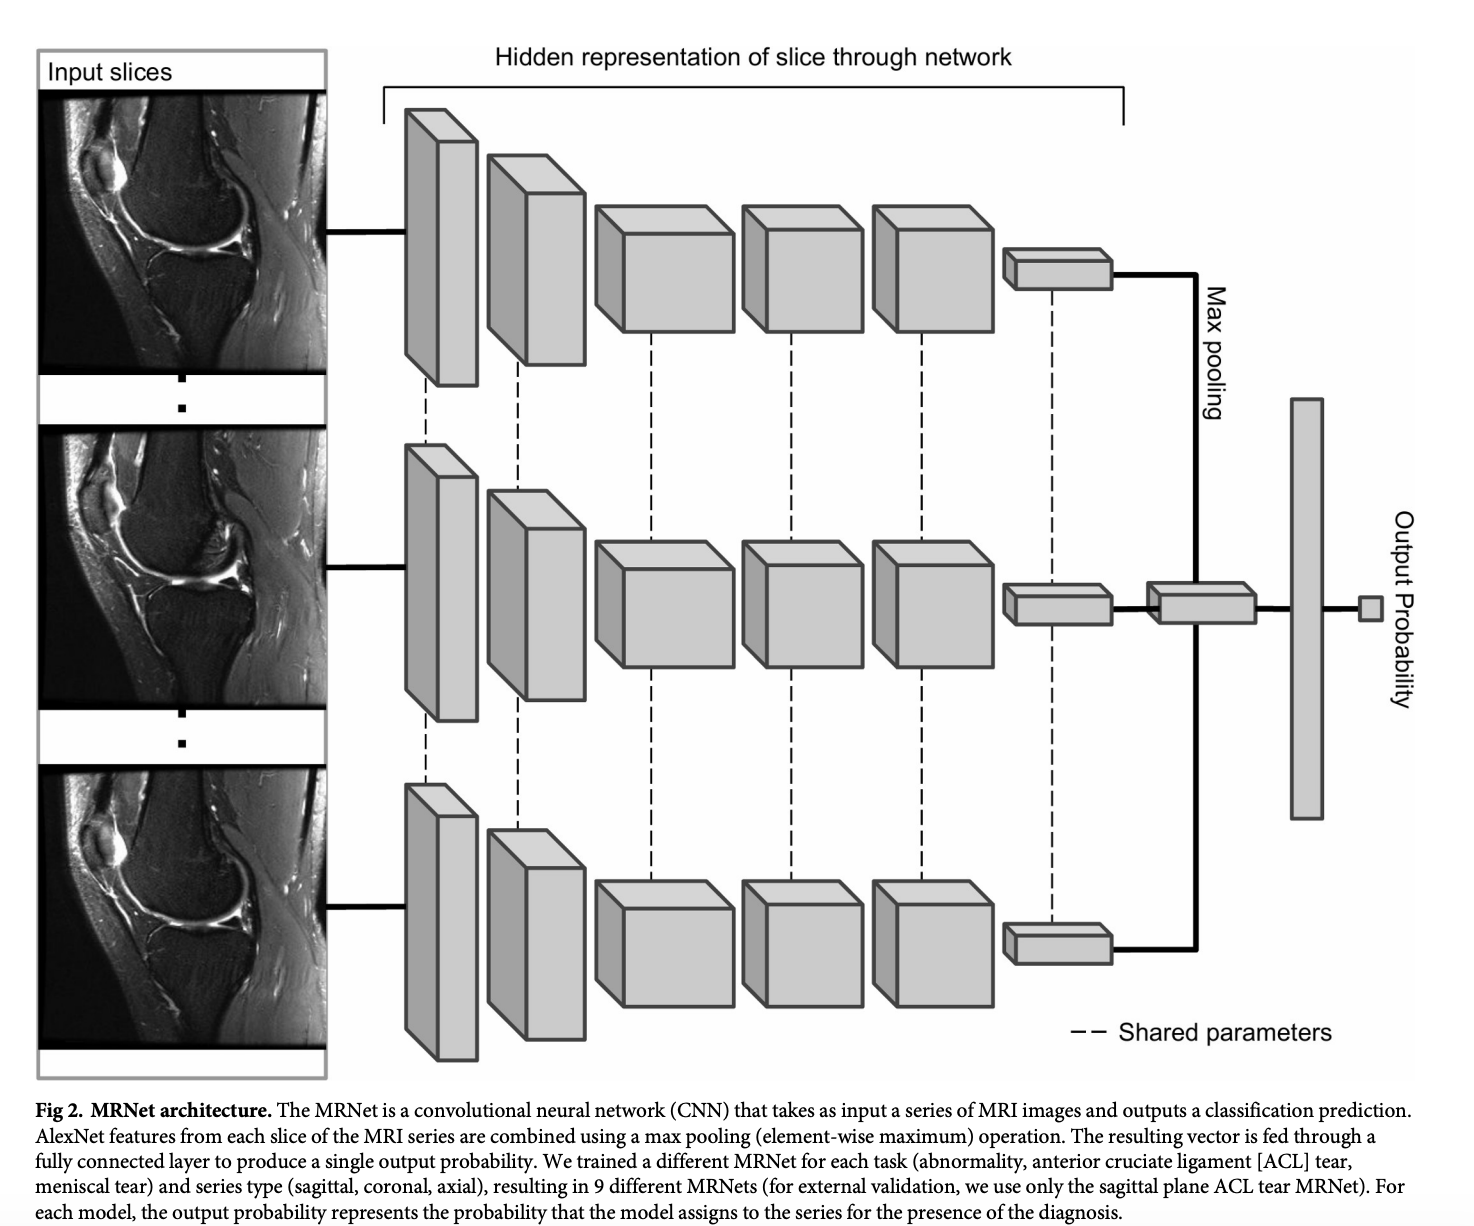 Hidden representation of slice through network
Input slices
Max pooling
Output Probability
-- Shared parameters
Fig 2. MRNet architecture. The MRNet is a convolutional neural network (CNN) that takes as input a series of MRI images and outputs a classification prediction.
AlexNet features from each slice of the MRI series are combined using a max pooling (element-wise maximum) operation. The resulting vector is fed through a
fully connected layer to produce a single output probability. We trained a different MRNet for each task (abnormality, anterior cruciate ligament [ACL] tear,
meniscal tear) and series type (sagittal, coronal, axial), resulting in 9 different MRNets (for external validation, we use only the sagittal plane ACL tear MRNet). For
each model, the output probability represents the probability that the model assigns to the series for the presence of the diagnosis.